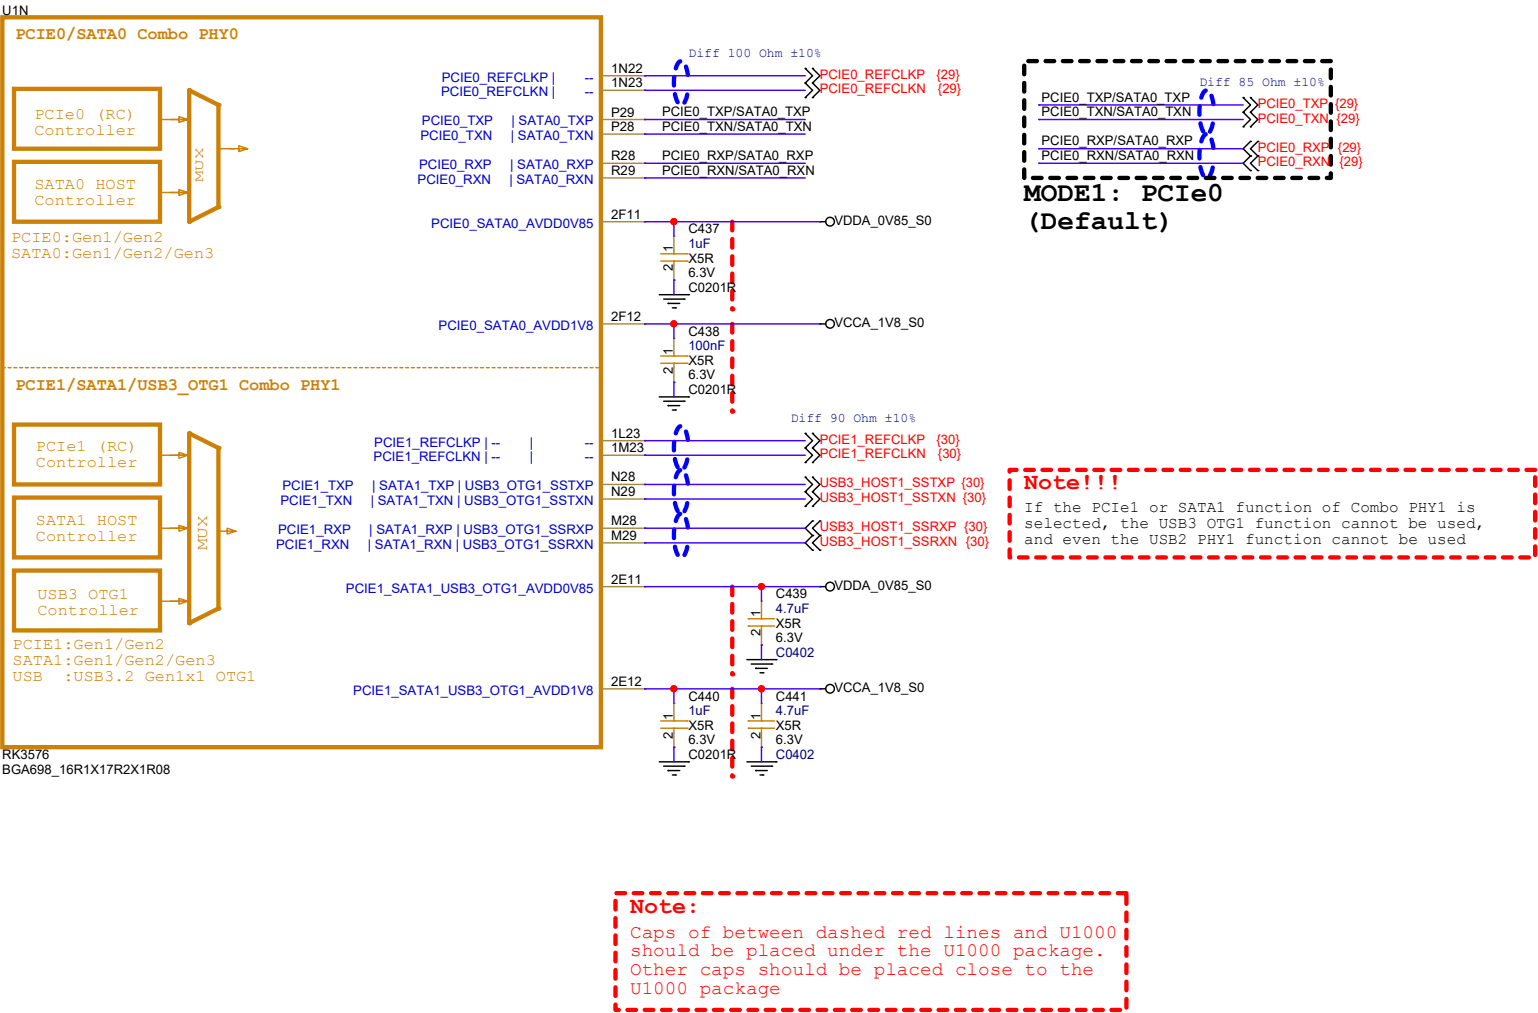 U1N
PCIE0/SATA0 Combo PHY0
PCIe0 (RC)
Controller
SATA0 HOST
Controller
MUX
PCIE0:Gen1/Gen2
SATA0:Gen1/Gen2/Gen3
PCIE0_REFCLKP | --
PCIE0_REFCLKN | --
PCIE0_TXP | SATA0_TXP
PCIE0_TXN | SATA0_TXN
PCIE0_RXP | SATA0_RXP
PCIE0_RXN | SATA0_RXN
PCIE0_SATA0_AVDD0V85
PCIE0_SATA0_AVDD1V8
Diff 100 Ohm ±10%
1N22 PCIE0_REFCLKP {29}
1N23 PCIE0_REFCLKN {29}
P29 PCIE0_TXP/SATA0_TXP
P28 PCIE0_TXN/SATA0_TXN
R28 PCIE0_RXP/SATA0_RXP
R29 PCIE0_RXN/SATA0_RXN
2F11 VDDA_0V85_S0
C437
1uF
1
2
X5R
6.3V
C0201R
2F12 VCCA_1V8_S0
C438
100nF
1
2
X5R
6.3V
C0201R
Diff 85 Ohm ±10%
PCIE0_TXP/SATA0_TXP PCIE0_TXP {29}
PCIE0_TXN/SATA0_TXN PCIE0_TXN {29}
PCIE0_RXP/SATA0_RXP PCIE0_RXP {29}
PCIE0_RXN/SATA0_RXN PCIE0_RXN {29}
MODE1: PCIe0
(Default)
PCIE1/SATA1/USB3_OTG1 Combo PHY1
PCIe1 (RC)
Controller
SATA1 HOST
Controller
USB3 OTG1
Controller
MUX
PCIE1:Gen1/Gen2
SATA1:Gen1/Gen2/Gen3
USB :USB3.2 Gen1x1 OTG1
PCIE1_REFCLKP | -- | --
PCIE1_REFCLKN | -- | --
PCIE1_TXP | SATA1_TXP | USB3_OTG1_SSTXP
PCIE1_TXN | SATA1_TXN | USB3_OTG1_SSTXN
PCIE1_RXP | SATA1_RXP | USB3_OTG1_SSRXP
PCIE1_RXN | SATA1_RXN | USB3_OTG1_SSRXN
PCIE1_SATA1_USB3_OTG1_AVDD0V85
PCIE1_SATA1_USB3_OTG1_AVDD1V8
Diff 90 Ohm ±10%
1L23 PCIE1_REFCLKP {30}
1M23 PCIE1_REFCLKN {30}
N28 USB3_HOST1_SSTXP {30}
N29 USB3_HOST1_SSTXN {30}
M28 USB3_HOST1_SSRXP {30}
M29 USB3_HOST1_SSRXN {30}
2E11 VDDA_0V85_S0
C439
4.7uF
1
2
X5R
6.3V
C0402
2E12 VCCA_1V8_S0
C440
1uF
1
2
X5R
6.3V
C0201R
C441
4.7uF
1
2
X5R
6.3V
C0402
RK3576
BGA698_16R1X17R2X1R08
Note!!!
If the PCIe1 or SATA1 function of Combo PHY1 is
selected, the USB3 OTG1 function cannot be used,
and even the USB2 PHY1 function cannot be used
Note:
Caps of between dashed red lines and U1000
should be placed under the U1000 package.
Other caps should be placed close to the
U1000 package